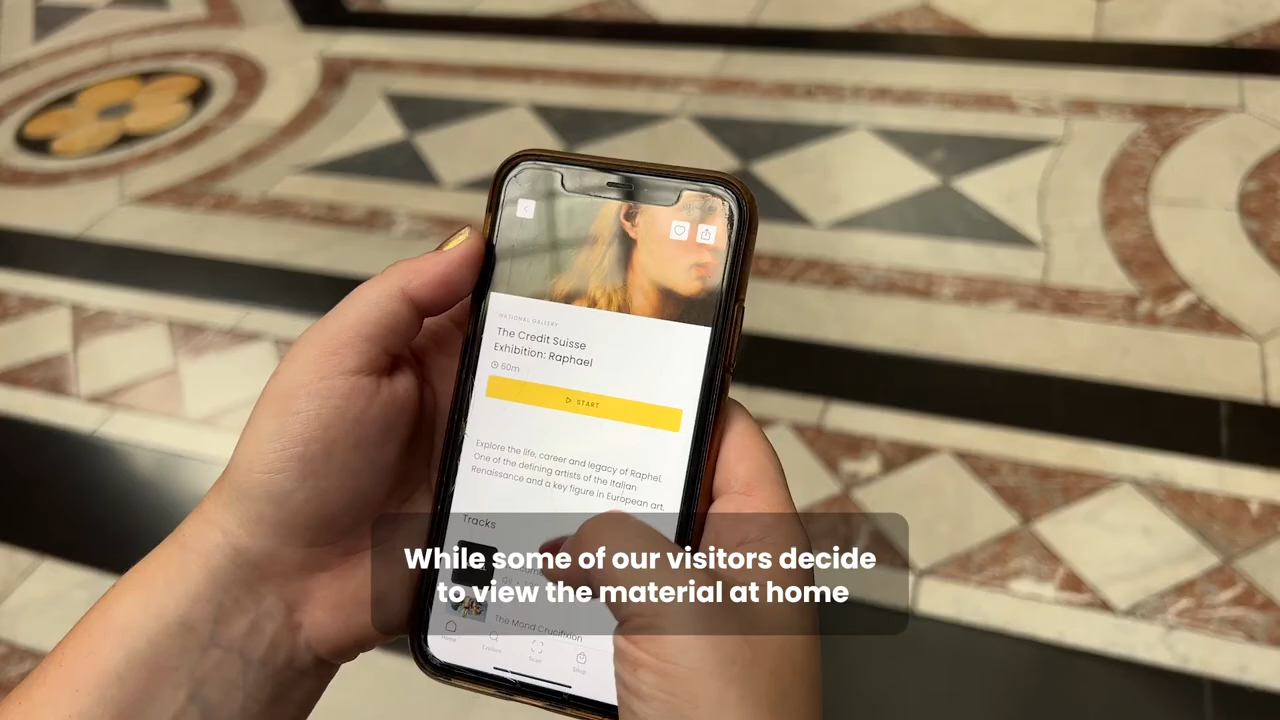 NATIONAL GALLERY
The Credit Suisse
Exhibition: Raphael
60m
START
Explore the life, career and legacy of Raphel.
One of the defining artists of the Italian
Renaissance and a key figure in European art.
Tracks
While some of our visitors decide
to view the material at home
The Mond Crucifixion
Home
Explore
Scan
Shop